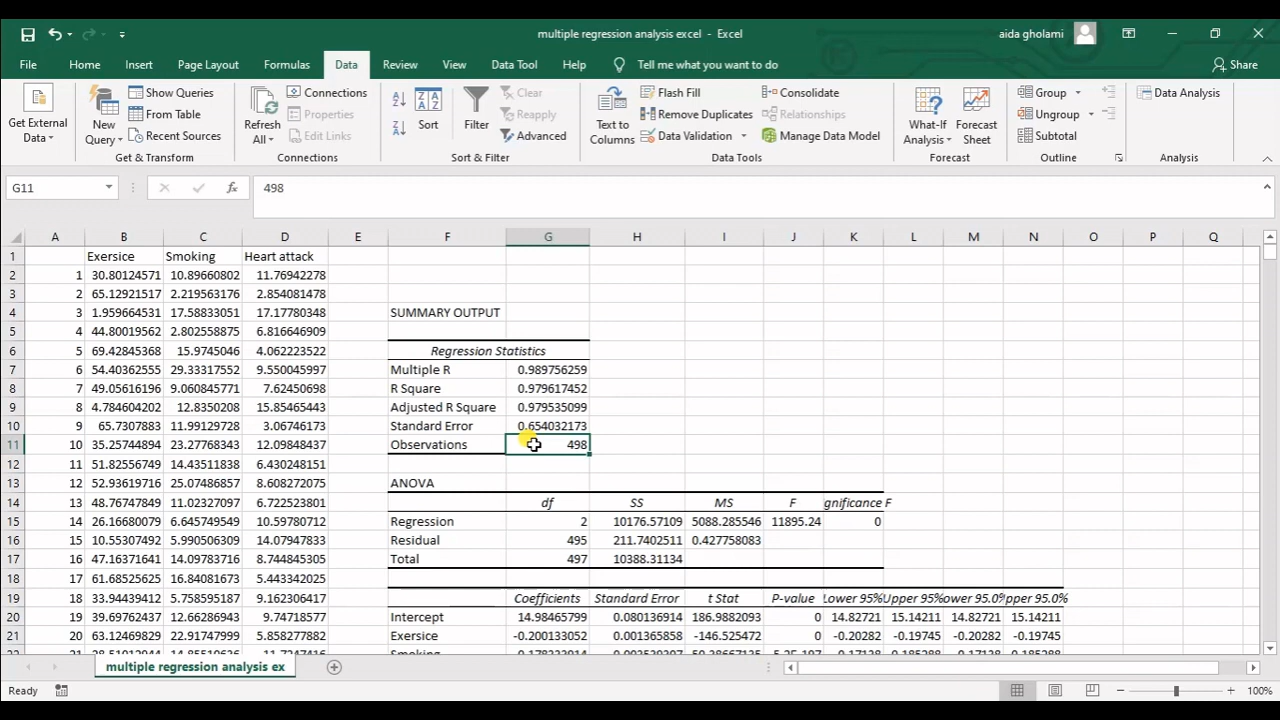 multiple regression analysis excel - Excel
aida gholami
File Home Insert Page Layout Formulas Data Review View Data Tool Help Tell me what you want to do Share
Get External Data
New Query
Show Queries
From Table
Recent Sources
Get & Transform
Refresh All
Connections
Properties
Edit Links
Connections
Sort
Filter
Clear
Reapply
Advanced
Sort & Filter
Text to Columns
Flash Fill
Remove Duplicates
Data Validation
Consolidate
Relationships
Manage Data Model
Data Tools
What-If Analysis
Forecast Sheet
Forecast
Group
Ungroup
Subtotal
Outline
Data Analysis
Analysis
G11 fx 498
A B C D E F G H I J K L M N O P Q
1 Exersice Smoking Heart attack
2 1 30.80124571 10.89660802 11.76942278
3 2 65.12921517 2.219563176 2.854081478
4 3 1.959664531 17.58833051 17.17780348 SUMMARY OUTPUT
5 4 44.80019562 2.802558875 6.816646909
6 5 69.42845368 15.9745046 4.062223522 Regression Statistics
7 6 54.40362555 29.33317552 9.550045997 Multiple R 0.989756259
8 7 49.05616196 9.060845771 7.62450698 R Square 0.979617452
9 8 4.784604202 12.8350208 15.85465443 Adjusted R Square 0.979535099
10 9 65.7307883 11.99129728 3.06746173 Standard Error 0.654032173
11 10 35.25744894 23.27768343 12.09848437 Observations 498
12 11 51.82556749 14.43511838 6.430248151
13 12 52.93619716 25.07486857 8.608272075 ANOVA
14 13 48.76747849 11.02327097 6.722523801 df SS MS F gnificance F
15 14 26.16680079 6.645749549 10.59780712 Regression 2 10176.57109 5088.285546 11895.24 0
16 15 10.55307492 5.990506309 14.07947833 Residual 495 211.7402511 0.427758083
17 16 47.16371641 14.09783716 8.744845305 Total 497 10388.31134
18 17 61.68525625 16.84081673 5.443342025
19 18 33.94439412 5.758595187 9.162306417 Coefficients Standard Error t Stat P-value Lower 95% Upper 95% ower 95.0% pper 95.0%
20 19 39.69762437 12.66286943 9.74718577 Intercept 14.98465799 0.080136914 186.9882093 0 14.82721 15.14211 14.82721 15.14211
21 20 63.12469829 22.91747999 5.858277882 Exersice -0.200133052 0.001365858 -146.525472 0 -0.20282 -0.19745 -0.20282 -0.19745
multiple regression analysis ex
Ready 100%